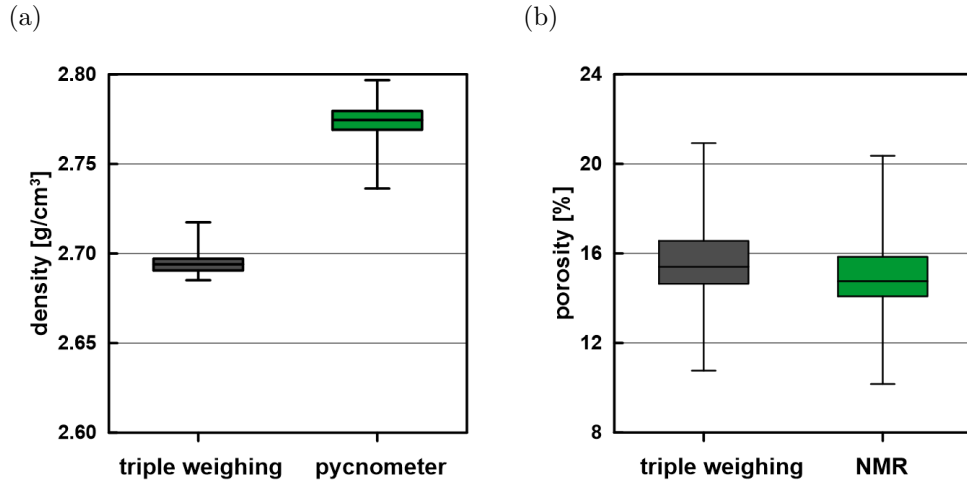 (a)
density [g/cm³]
2.80
2.75
2.70
2.65
2.60
triple weighing
pycnometer
(b)
porosity [%]
24
20
16
12
8
triple weighing
NMR